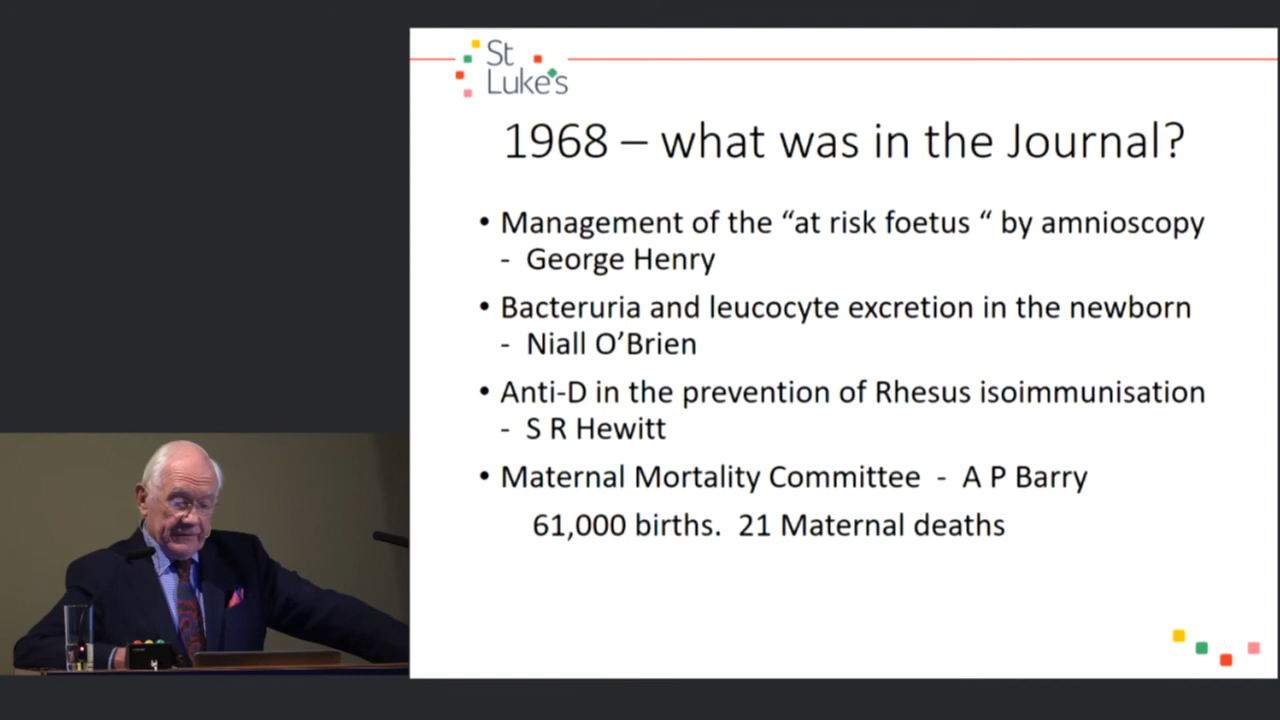 St
Luke's
1968 – what was in the Journal?
• Management of the “at risk foetus “ by amnioscopy
- George Henry
• Bacteruria and leucocyte excretion in the newborn
- Niall O’Brien
• Anti-D in the prevention of Rhesus isoimmunisation
- S R Hewitt
• Maternal Mortality Committee - A P Barry
61,000 births. 21 Maternal deaths